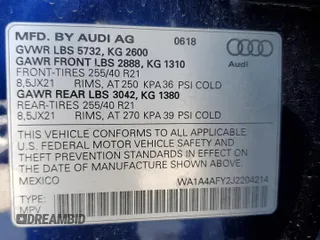 MFD. BY AUDI AG 0618
GVWR LBS 5732, KG 2600
GAWR FRONT LBS 2888, KG 1310
FRONT-TIRES 255/40 R21
8,5JX21 RIMS, AT 250 KPA 36 PSI COLD
GAWR REAR LBS 3042, KG 1380
REAR-TIRES 255/40 R21
8,5JX21 RIMS, AT 270 KPA 39 PSI COLD
Audi
THIS VEHICLE CONFORMS TO ALL APPLICABLE
U.S. FEDERAL MOTOR VEHICLE SAFETY AND
THEFT PREVENTION STANDARDS IN EFFECT ON
THE DATE OF MANUFACTURE SHOWN ABOVE
MEXICO WA1A4AFY2J2204214
TYPE:
MPV
DREAMBID